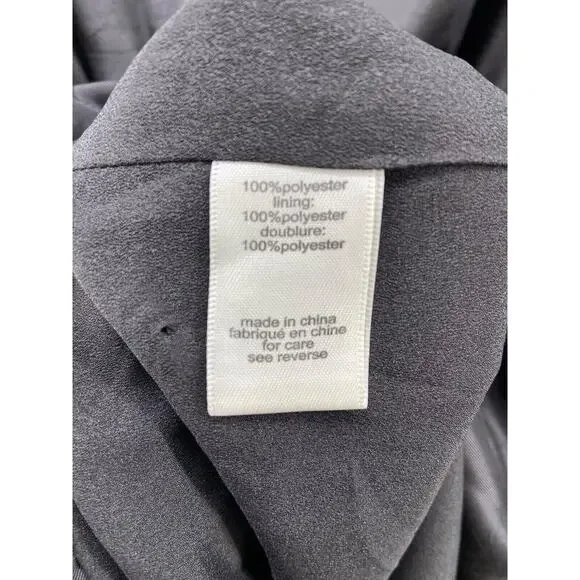 100%polyester
lining:
100%polyester
doublure:
100%polyester
made in china
fabriqué en chine
for care
see reverse